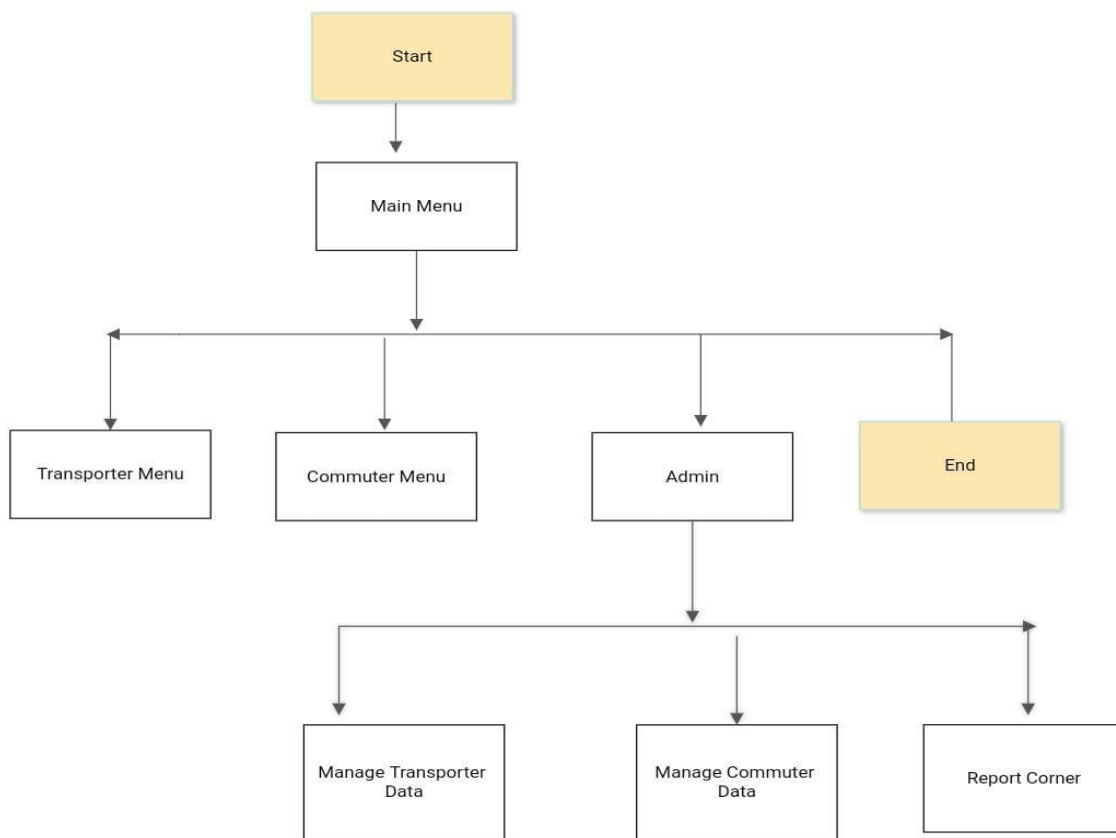 Start
Main Menu
Transporter Menu
Commuter Menu
Admin
End
Manage Transporter
Data
Manage Commuter
Data
Report Corner